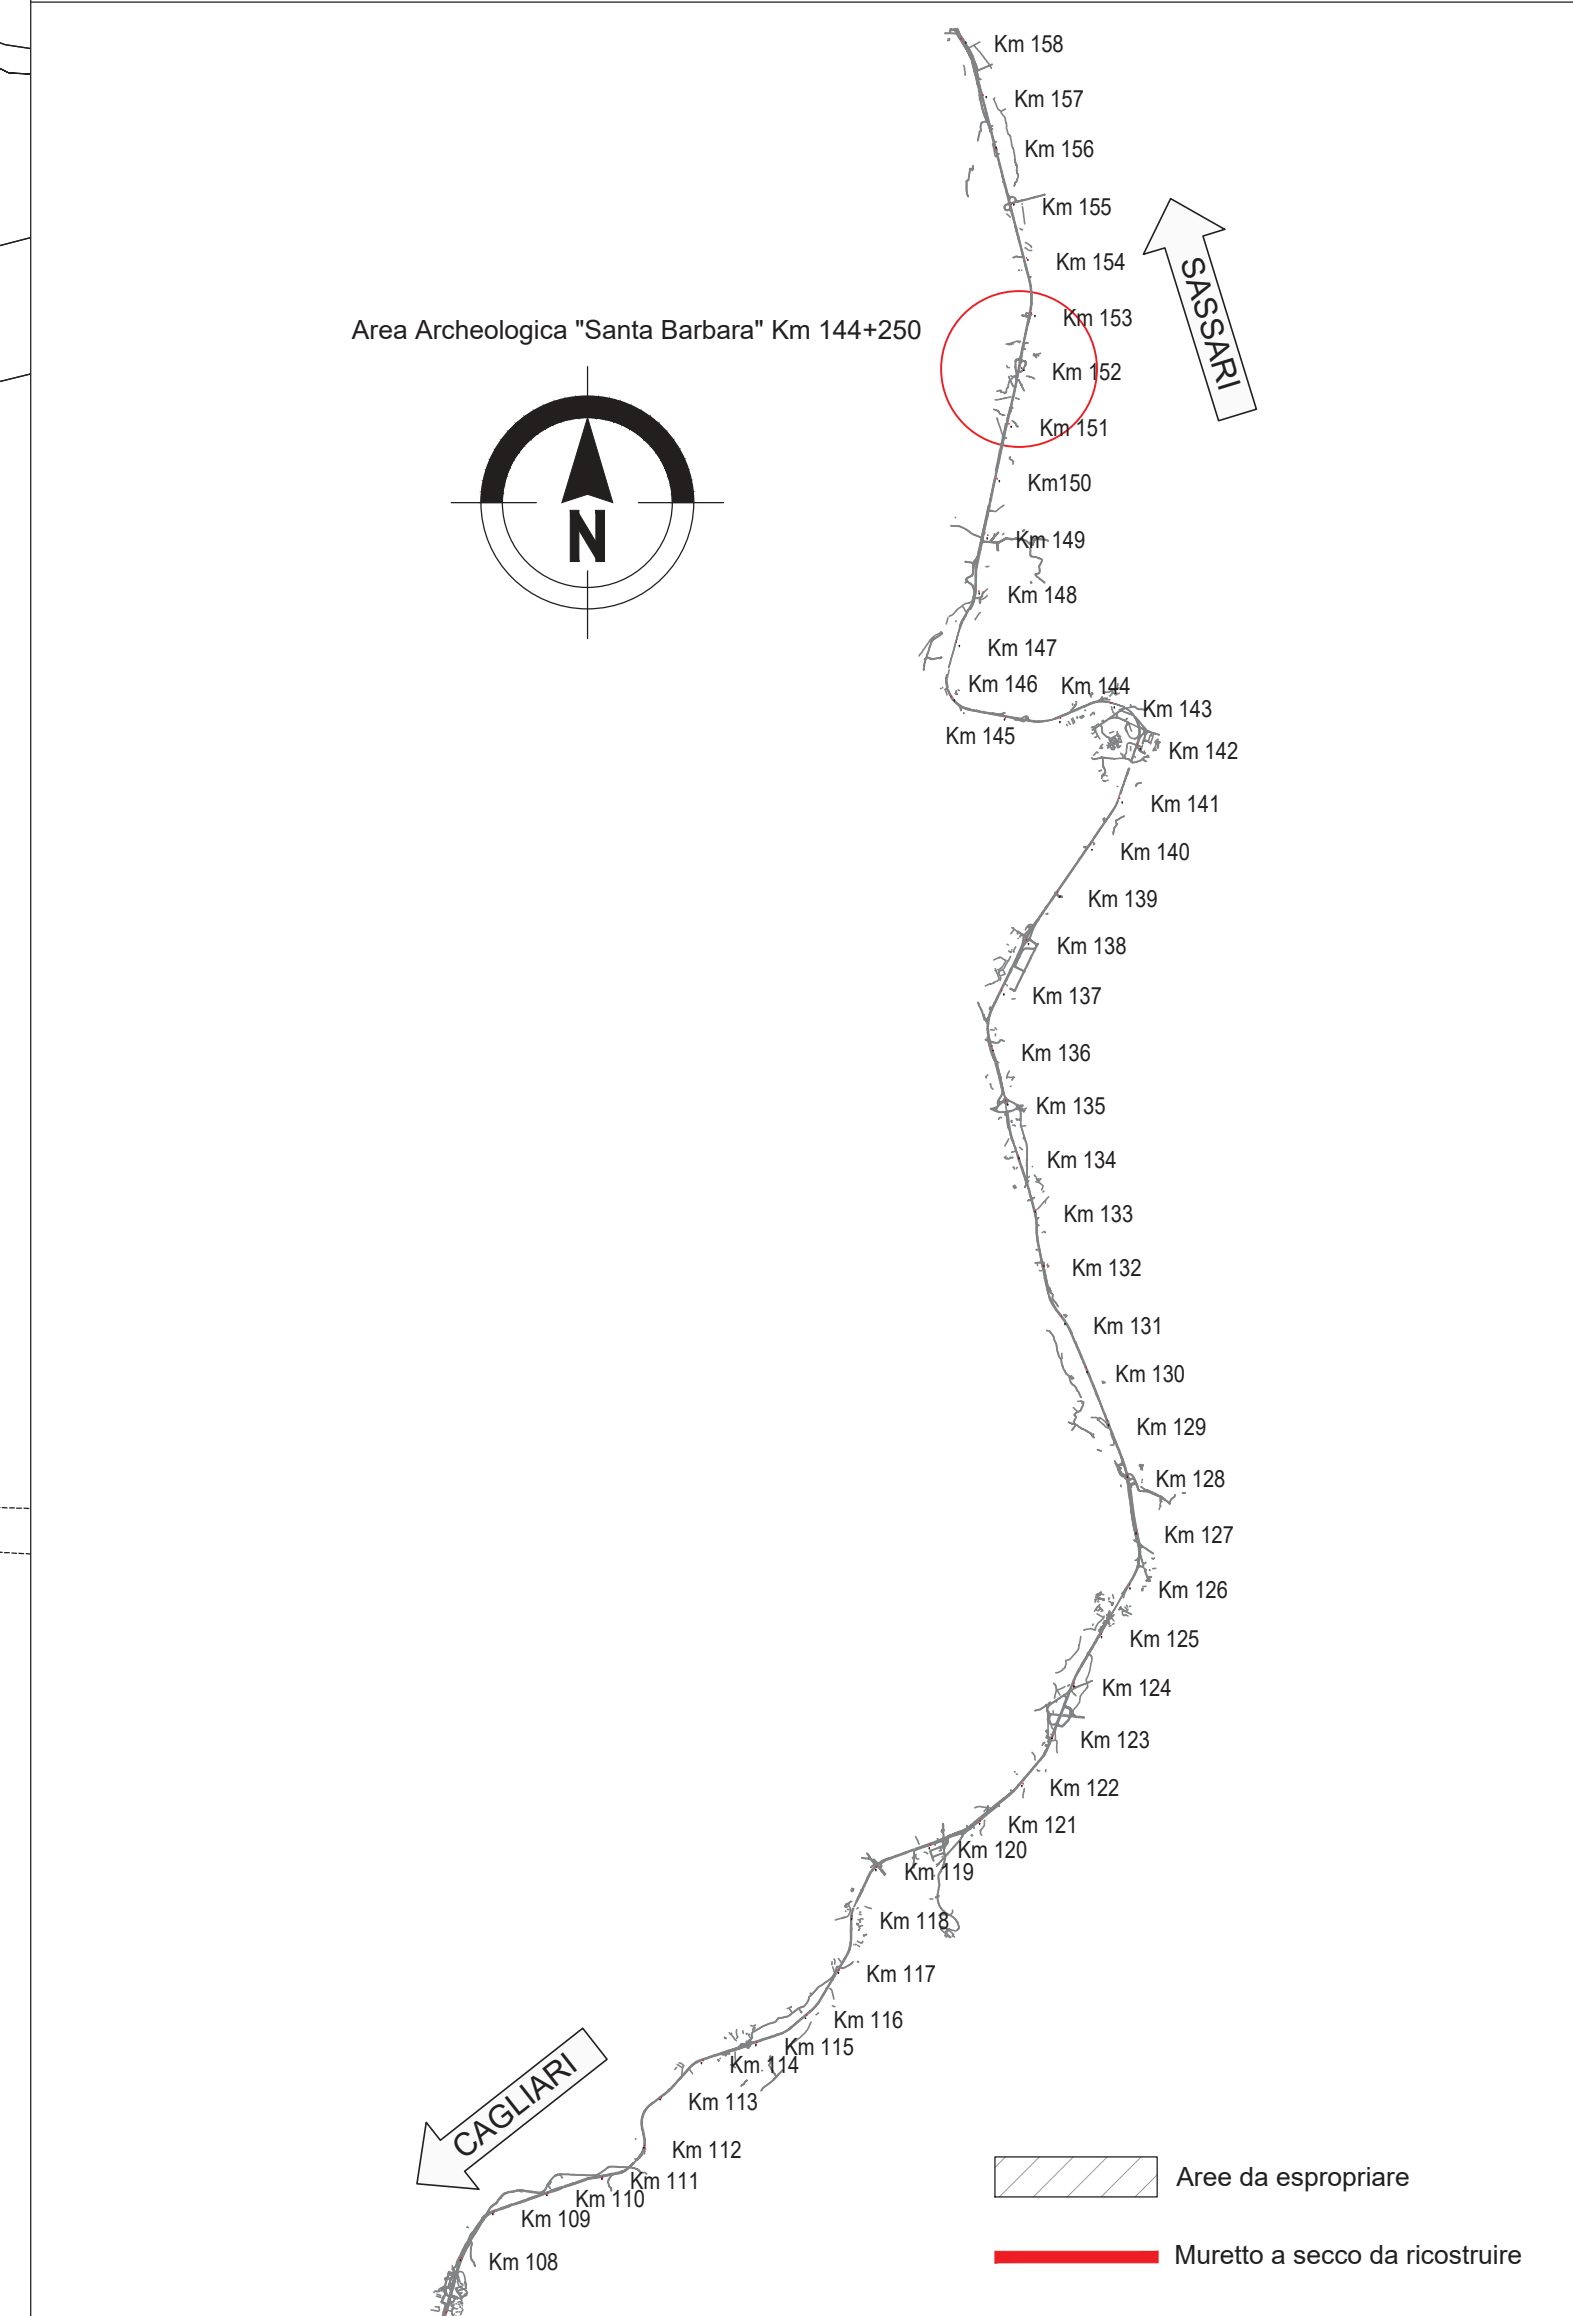 Km 158
Km 157
Km 156
Km 155
Km 154
SASSARI
Km 153
Area Archeologica "Santa Barbara" Km 144+250
Km 152
Km 151
Km150
N
Km 149
Km 148
Km 147
Km 146
Km 144
Km 143
Km 145
Km 142
Km 141
Km 140
Km 139
Km 138
Km 137
Km 136
Km 135
Km 134
Km 133
Km 132
Km 131
Km 130
Km 129
Km 128
Km 127
Km 126
Km 125
Km 124
Km 123
Km 122
Km 121
Km 120
Km 119
Km 118
Km 117
Km 116
Km 115
Km 114
Km 113
CAGLIARI
Km 112
Km 111
Km 110
Km 109
Km 108
Aree da espropriare
Muretto a secco da ricostruire